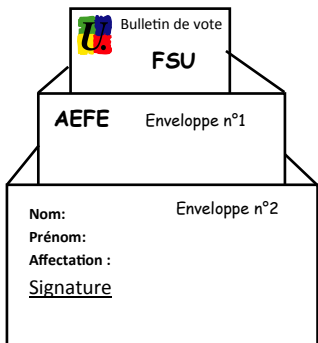 U.
Bulletin de vote
FSU
AEFE Enveloppe n°1
Enveloppe n°2
Nom:
Prénom:
Affectation :
Signature